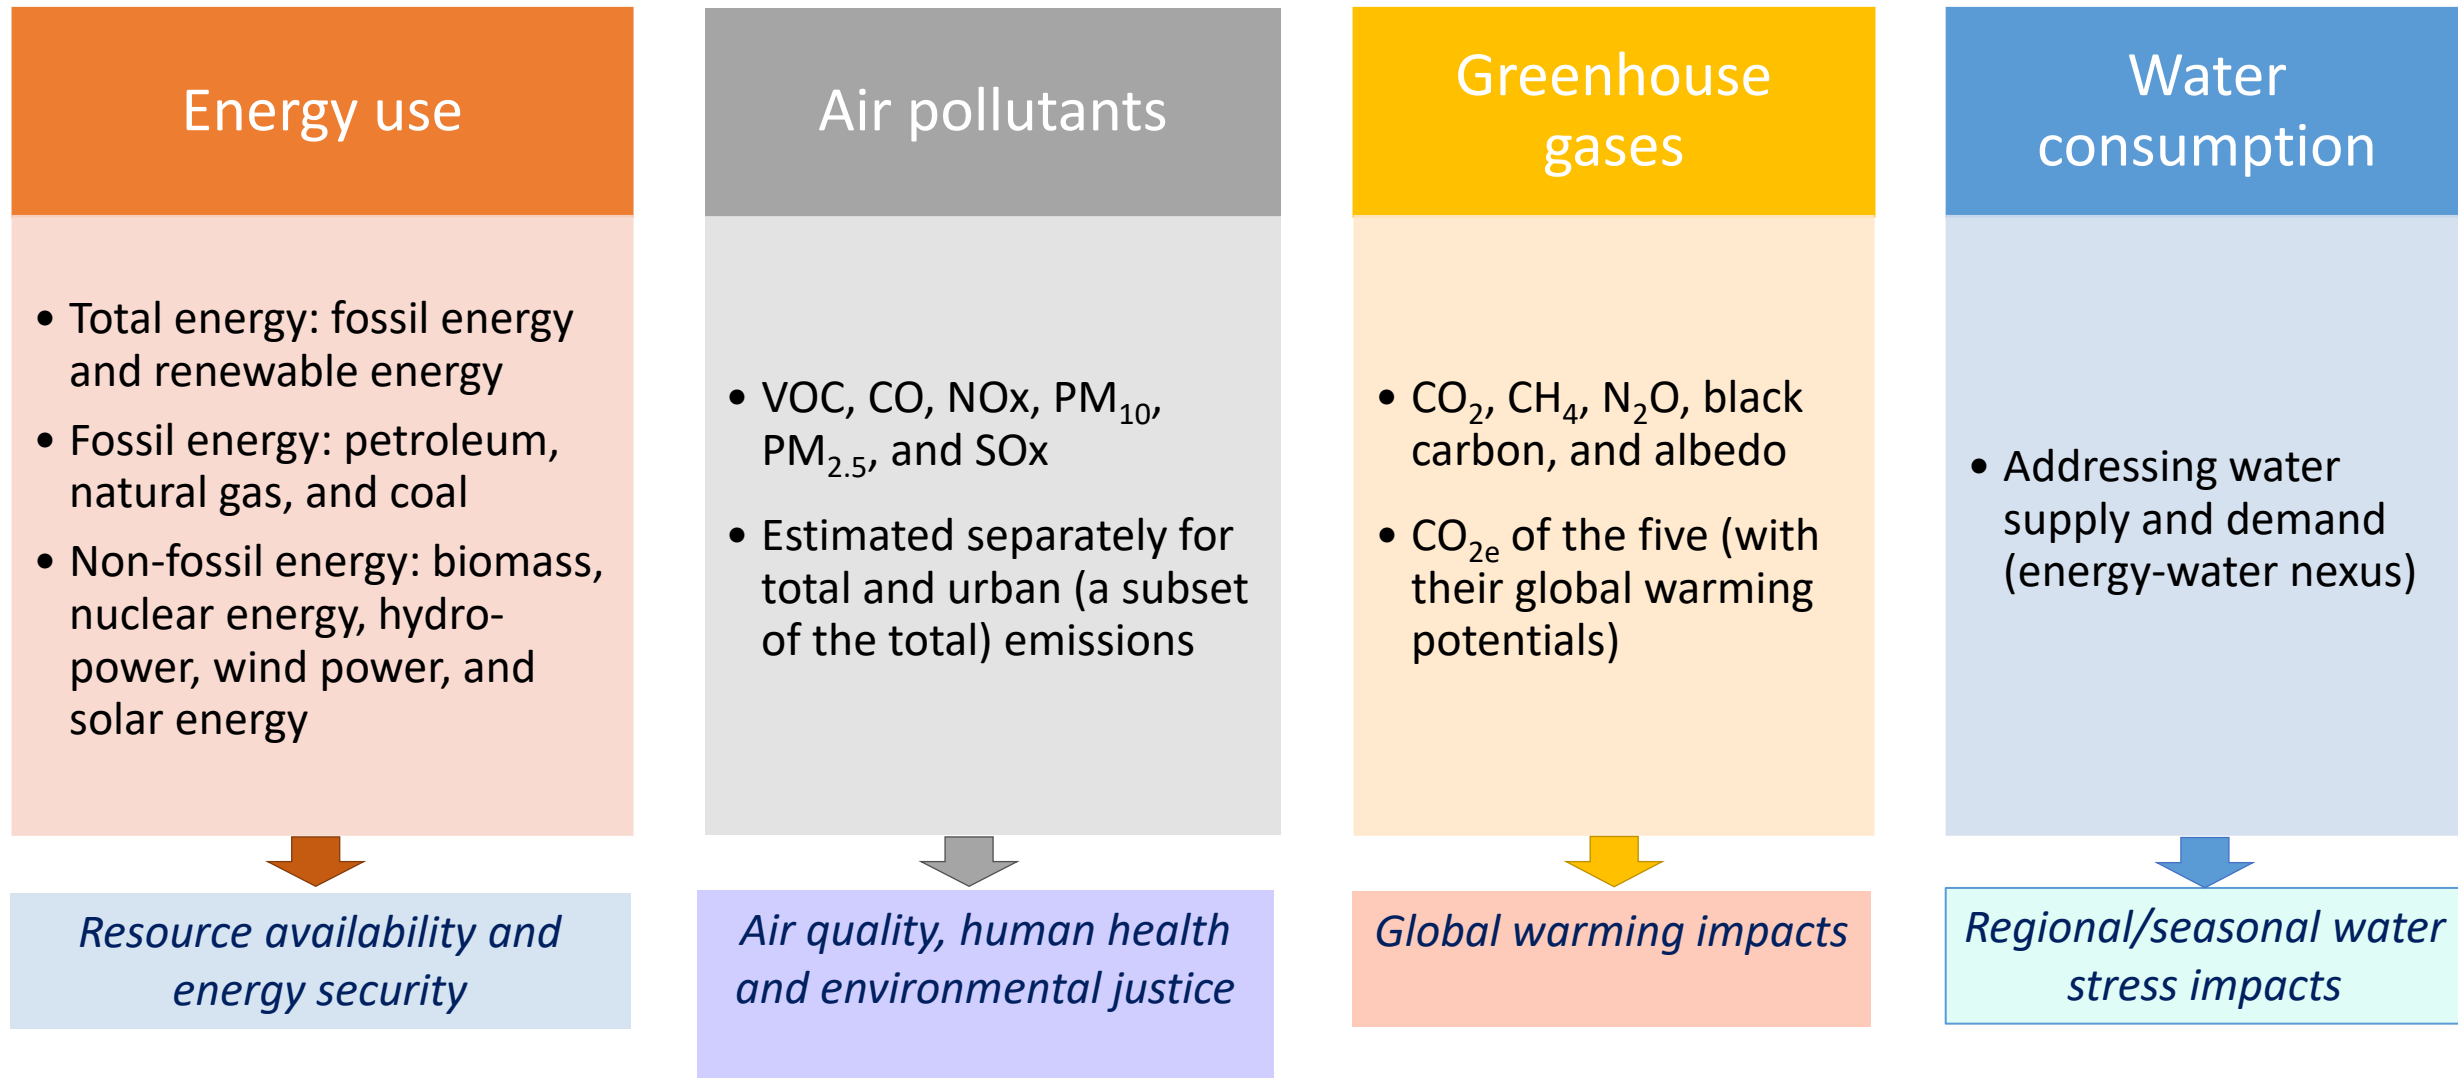 Energy use
• Total energy: fossil energy
and renewable energy
• Fossil energy: petroleum,
natural gas, and coal
• Non-fossil energy: biomass,
nuclear energy, hydro-
power, wind power, and
solar energy
Resource availability and
energy security
Air pollutants
• VOC, CO, NOx, PM₁₀,
PM₂.₅, and SOx
• Estimated separately for
total and urban (a subset
of the total) emissions
Air quality, human health
and environmental justice
Greenhouse
gases
• CO₂, CH₄, N₂O, black
carbon, and albedo
• CO₂ₑ of the five (with
their global warming
potentials)
Global warming impacts
Water
consumption
• Addressing water
supply and demand
(energy-water nexus)
Regional/seasonal water
stress impacts